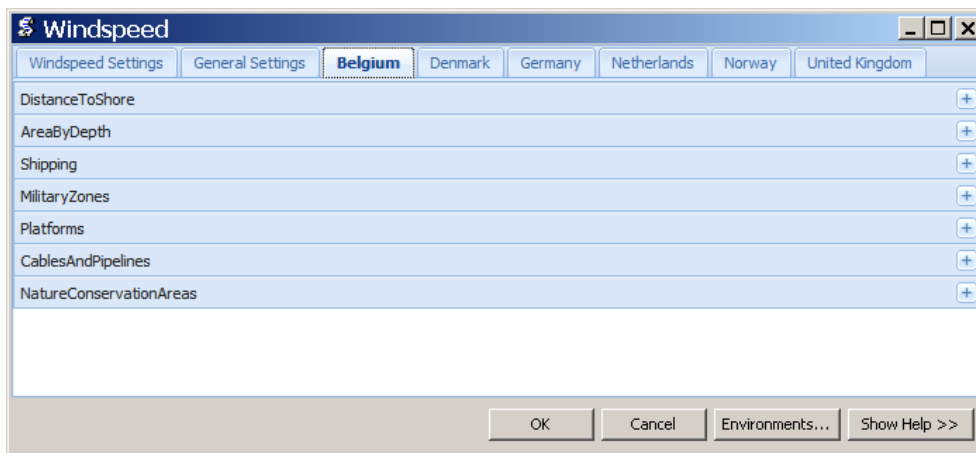 Windspeed
Windspeed Settings General Settings Belgium Denmark Germany Netherlands Norway United Kingdom
DistanceToShore
AreaByDepth
Shipping
MilitaryZones
Platforms
CablesAndPipelines
NatureConservationAreas
OK Cancel Environments... Show Help >>